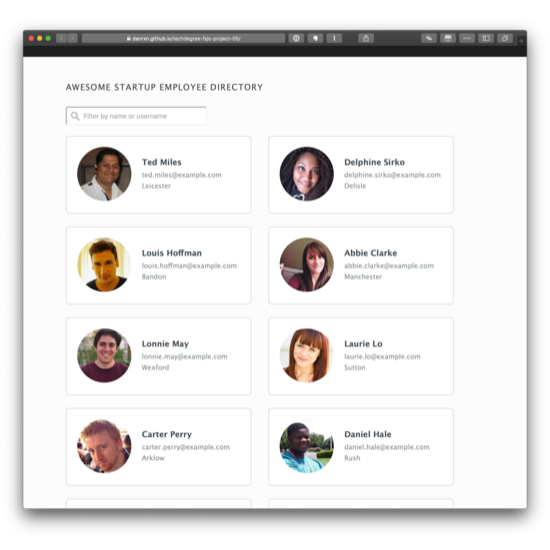 danrxn.github.io/techdegree-fsjs-project-05/
AWESOME STARTUP EMPLOYEE DIRECTORY
Filter by name or username
Ted Miles
ted.miles@example.com
Leicester
Delphine Sirko
delphine.sirko@example.com
Delisle
Louis Hoffman
louis.hoffman@example.com
Bandon
Abbie Clarke
abbie.clarke@example.com
Manchester
Lonnie May
lonnie.may@example.com
Wexford
Laurie Lo
laurie.lo@example.com
Sutton
Carter Perry
carter.perry@example.com
Arklow
Daniel Hale
daniel.hale@example.com
Rush